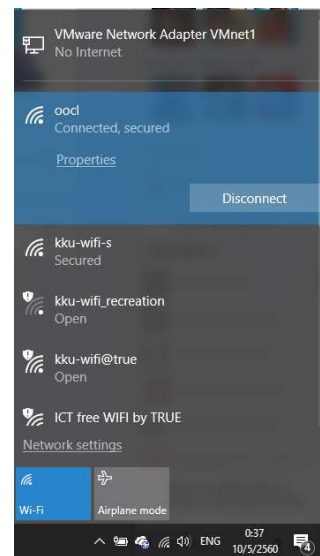 VMware Network Adapter VMnet1
No Internet
oocl
Connected, secured
Properties
Disconnect
kku-wifi-s
Secured
kku-wifi_recreation
Open
kku-wifi@true
Open
ICT free WIFI by TRUE
Network settings
Wi-Fi
Airplane mode
ENG
0:37
10/5/2560
4